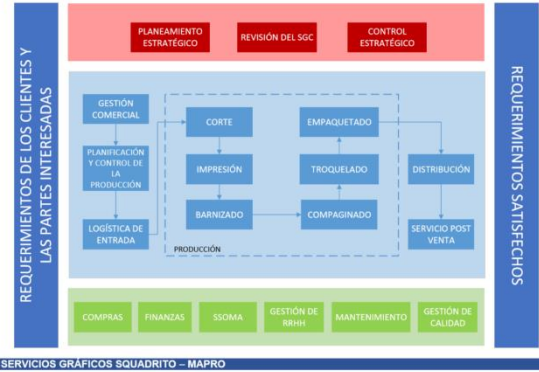 REQUERIMIENTOS DE LOS CLIENTES Y
LAS PARTES INTERESADAS
PLANEAMIENTO
ESTRATÉGICO
REVISIÓN DEL SGC
CONTROL
ESTRATÉGICO
GESTIÓN
COMERCIAL
PLANIFICACIÓN
Y CONTROL DE
LA
PRODUCCIÓN
LOGÍSTICA DE
ENTRADA
CORTE
IMPRESIÓN
BARNIZADO
EMPAQUETADO
TROQUELADO
COMPAGINADO
PRODUCCIÓN
DISTRIBUCIÓN
SERVICIO POST
VENTA
COMPRAS
FINANZAS
SSOMA
GESTIÓN DE
RRHH
MANTENIMIENTO
GESTIÓN DE
CALIDAD
REQUERIMIENTOS SATISFECHOS
SERVICIOS GRÁFICOS SQUADRITO – MAPRO